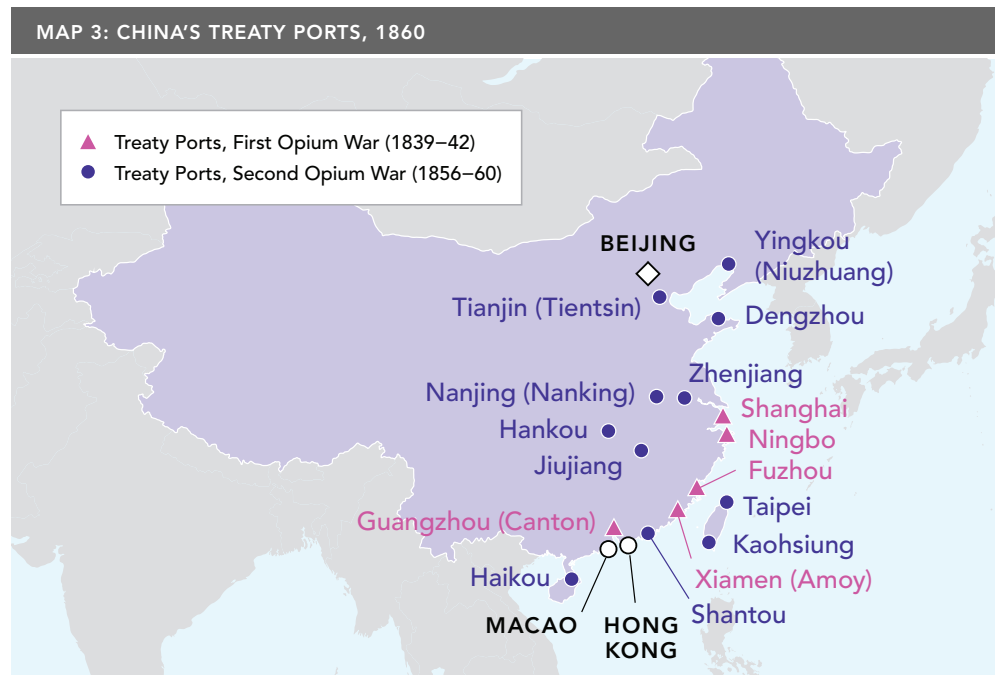 MAP 3: CHINA'S TREATY PORTS, 1860
Treaty Ports, First Opium War (1839–42)
Treaty Ports, Second Opium War (1856–60)
BEIJING
Yingkou
(Niuzhuang)
Tianjin (Tientsin)
Dengzhou
Zhenjiang
Nanjing (Nanking)
Shanghai
Hankou
Ningbo
Jiujiang
Fuzhou
Taipei
Guangzhou (Canton)
Kaohsiung
Haikou
Xiamen (Amoy)
Shantou
MACAO
HONG
KONG